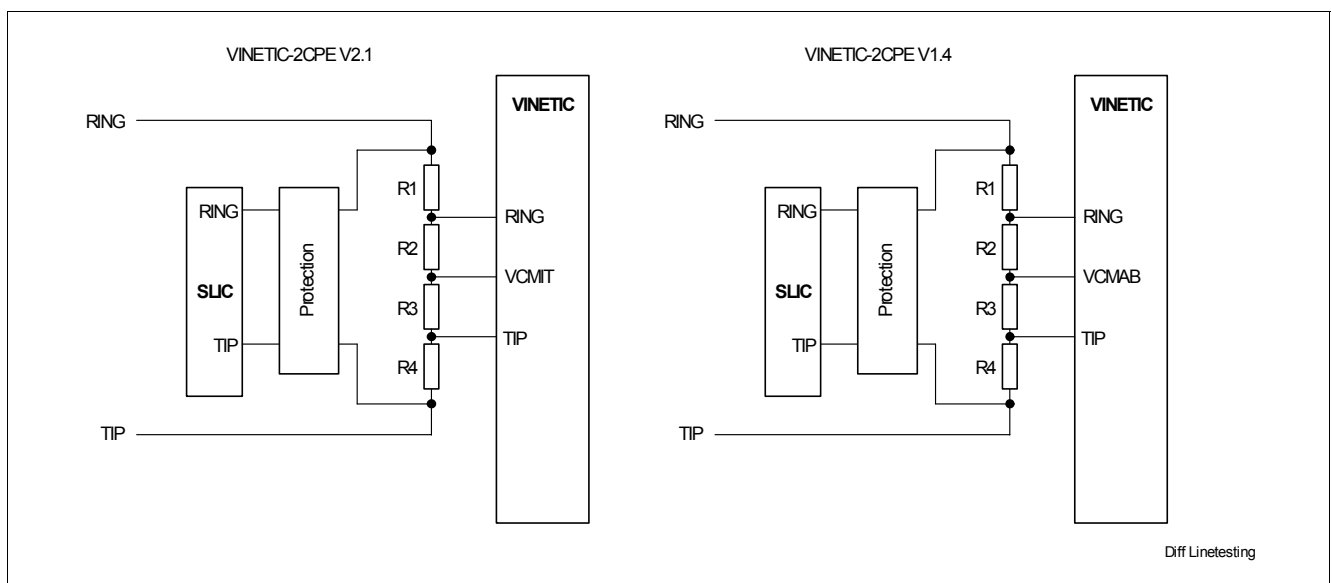 VINETIC-2CPE V2.1
VINETIC
RING
R1
RING
RING
R2
Protection
VCMIT
SLIC
R3
TIP
TIP
R4
TIP
VINETIC-2CPE V1.4
VINETIC
RING
R1
RING
RING
R2
Protection
VCMAB
SLIC
R3
TIP
TIP
R4
TIP
Diff Linetesting